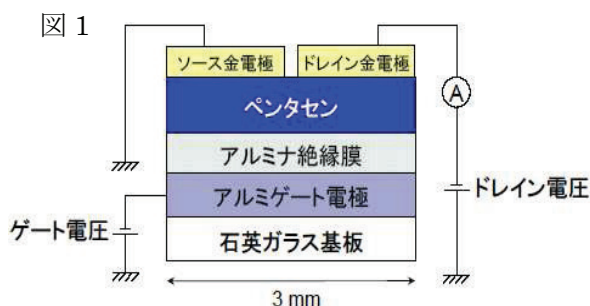 図 1
ソース金電極
ドレイン金電極
ペンタセン
A
アルミナ絶縁膜
アルミゲート電極
ドレイン電圧
ゲート電圧
石英ガラス基板
3 mm